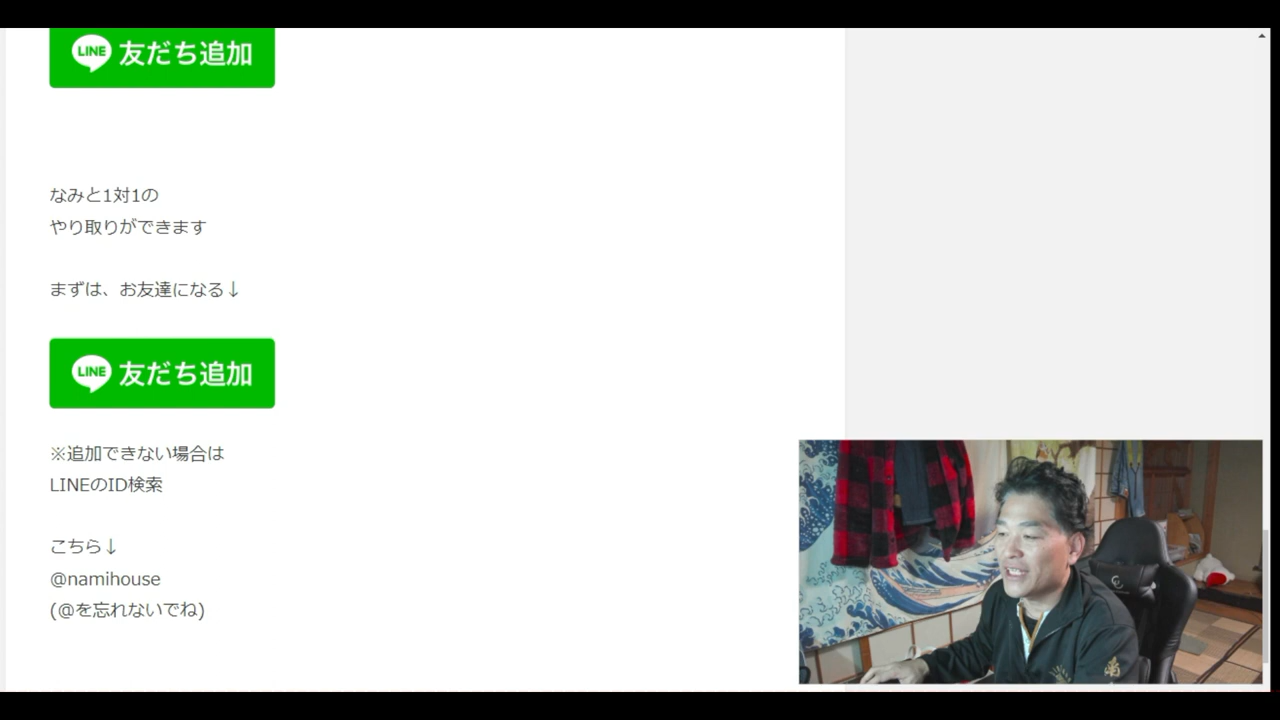 LINE 友だち追加
なみと1対1の
やり取りができます
まずは、お友達になる↓
LINE 友だち追加
※追加できない場合は
LINEのID検索
こちら↓
@namihouse
(@を忘れないでね)